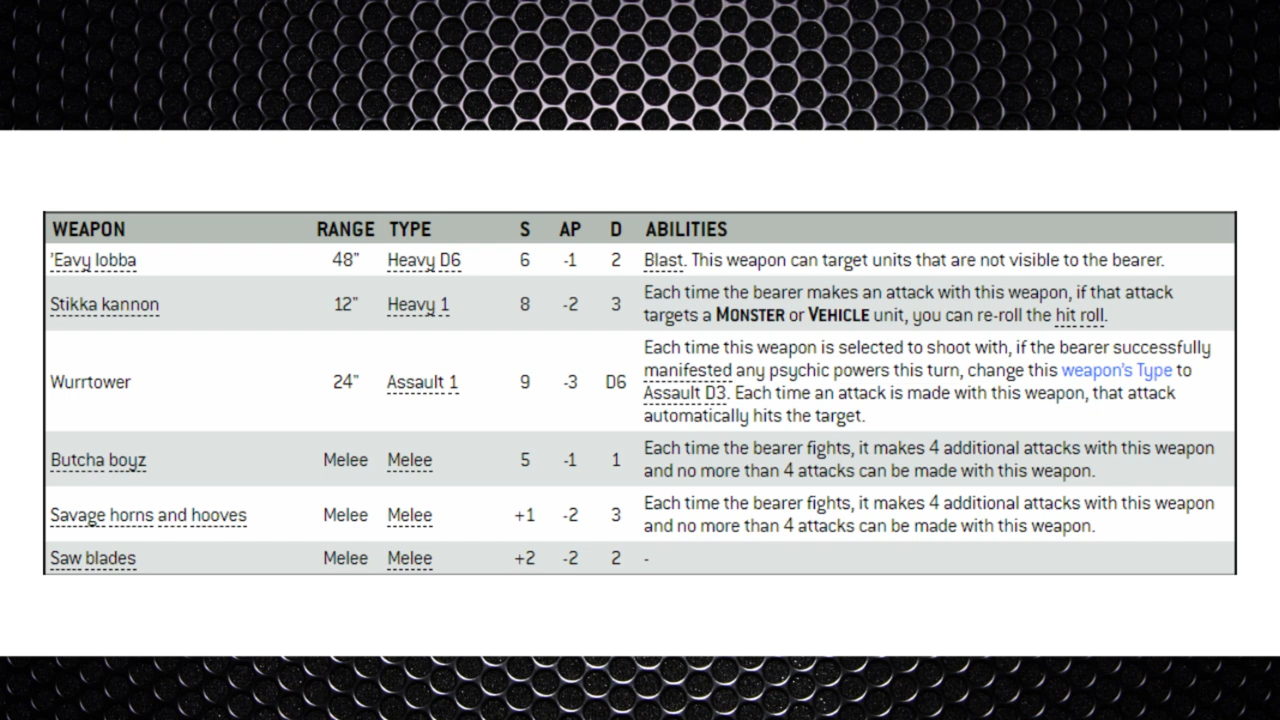 WEAPON RANGE TYPE S AP D ABILITIES
'Eavy lobba 48" Heavy D6 6 -1 2 Blast. This weapon can target units that are not visible to the bearer.
Stikka kannon 12" Heavy 1 8 -2 3 Each time the bearer makes an attack with this weapon, if that attack
targets a MONSTER or VEHICLE unit, you can re-roll the hit roll.
Wurrtower 24" Assault 1 9 -3 D6 Each time this weapon is selected to shoot with, if the bearer successfully
manifested any psychic powers this turn, change this weapon's Type to
Assault D3. Each time an attack is made with this weapon, that attack
automatically hits the target.
Butcha boyz Melee Melee 5 -1 1 Each time the bearer fights, it makes 4 additional attacks with this weapon
and no more than 4 attacks can be made with this weapon.
Savage horns and hooves Melee Melee +1 -2 3 Each time the bearer fights, it makes 4 additional attacks with this weapon
and no more than 4 attacks can be made with this weapon.
Saw blades Melee Melee +2 -2 2 -